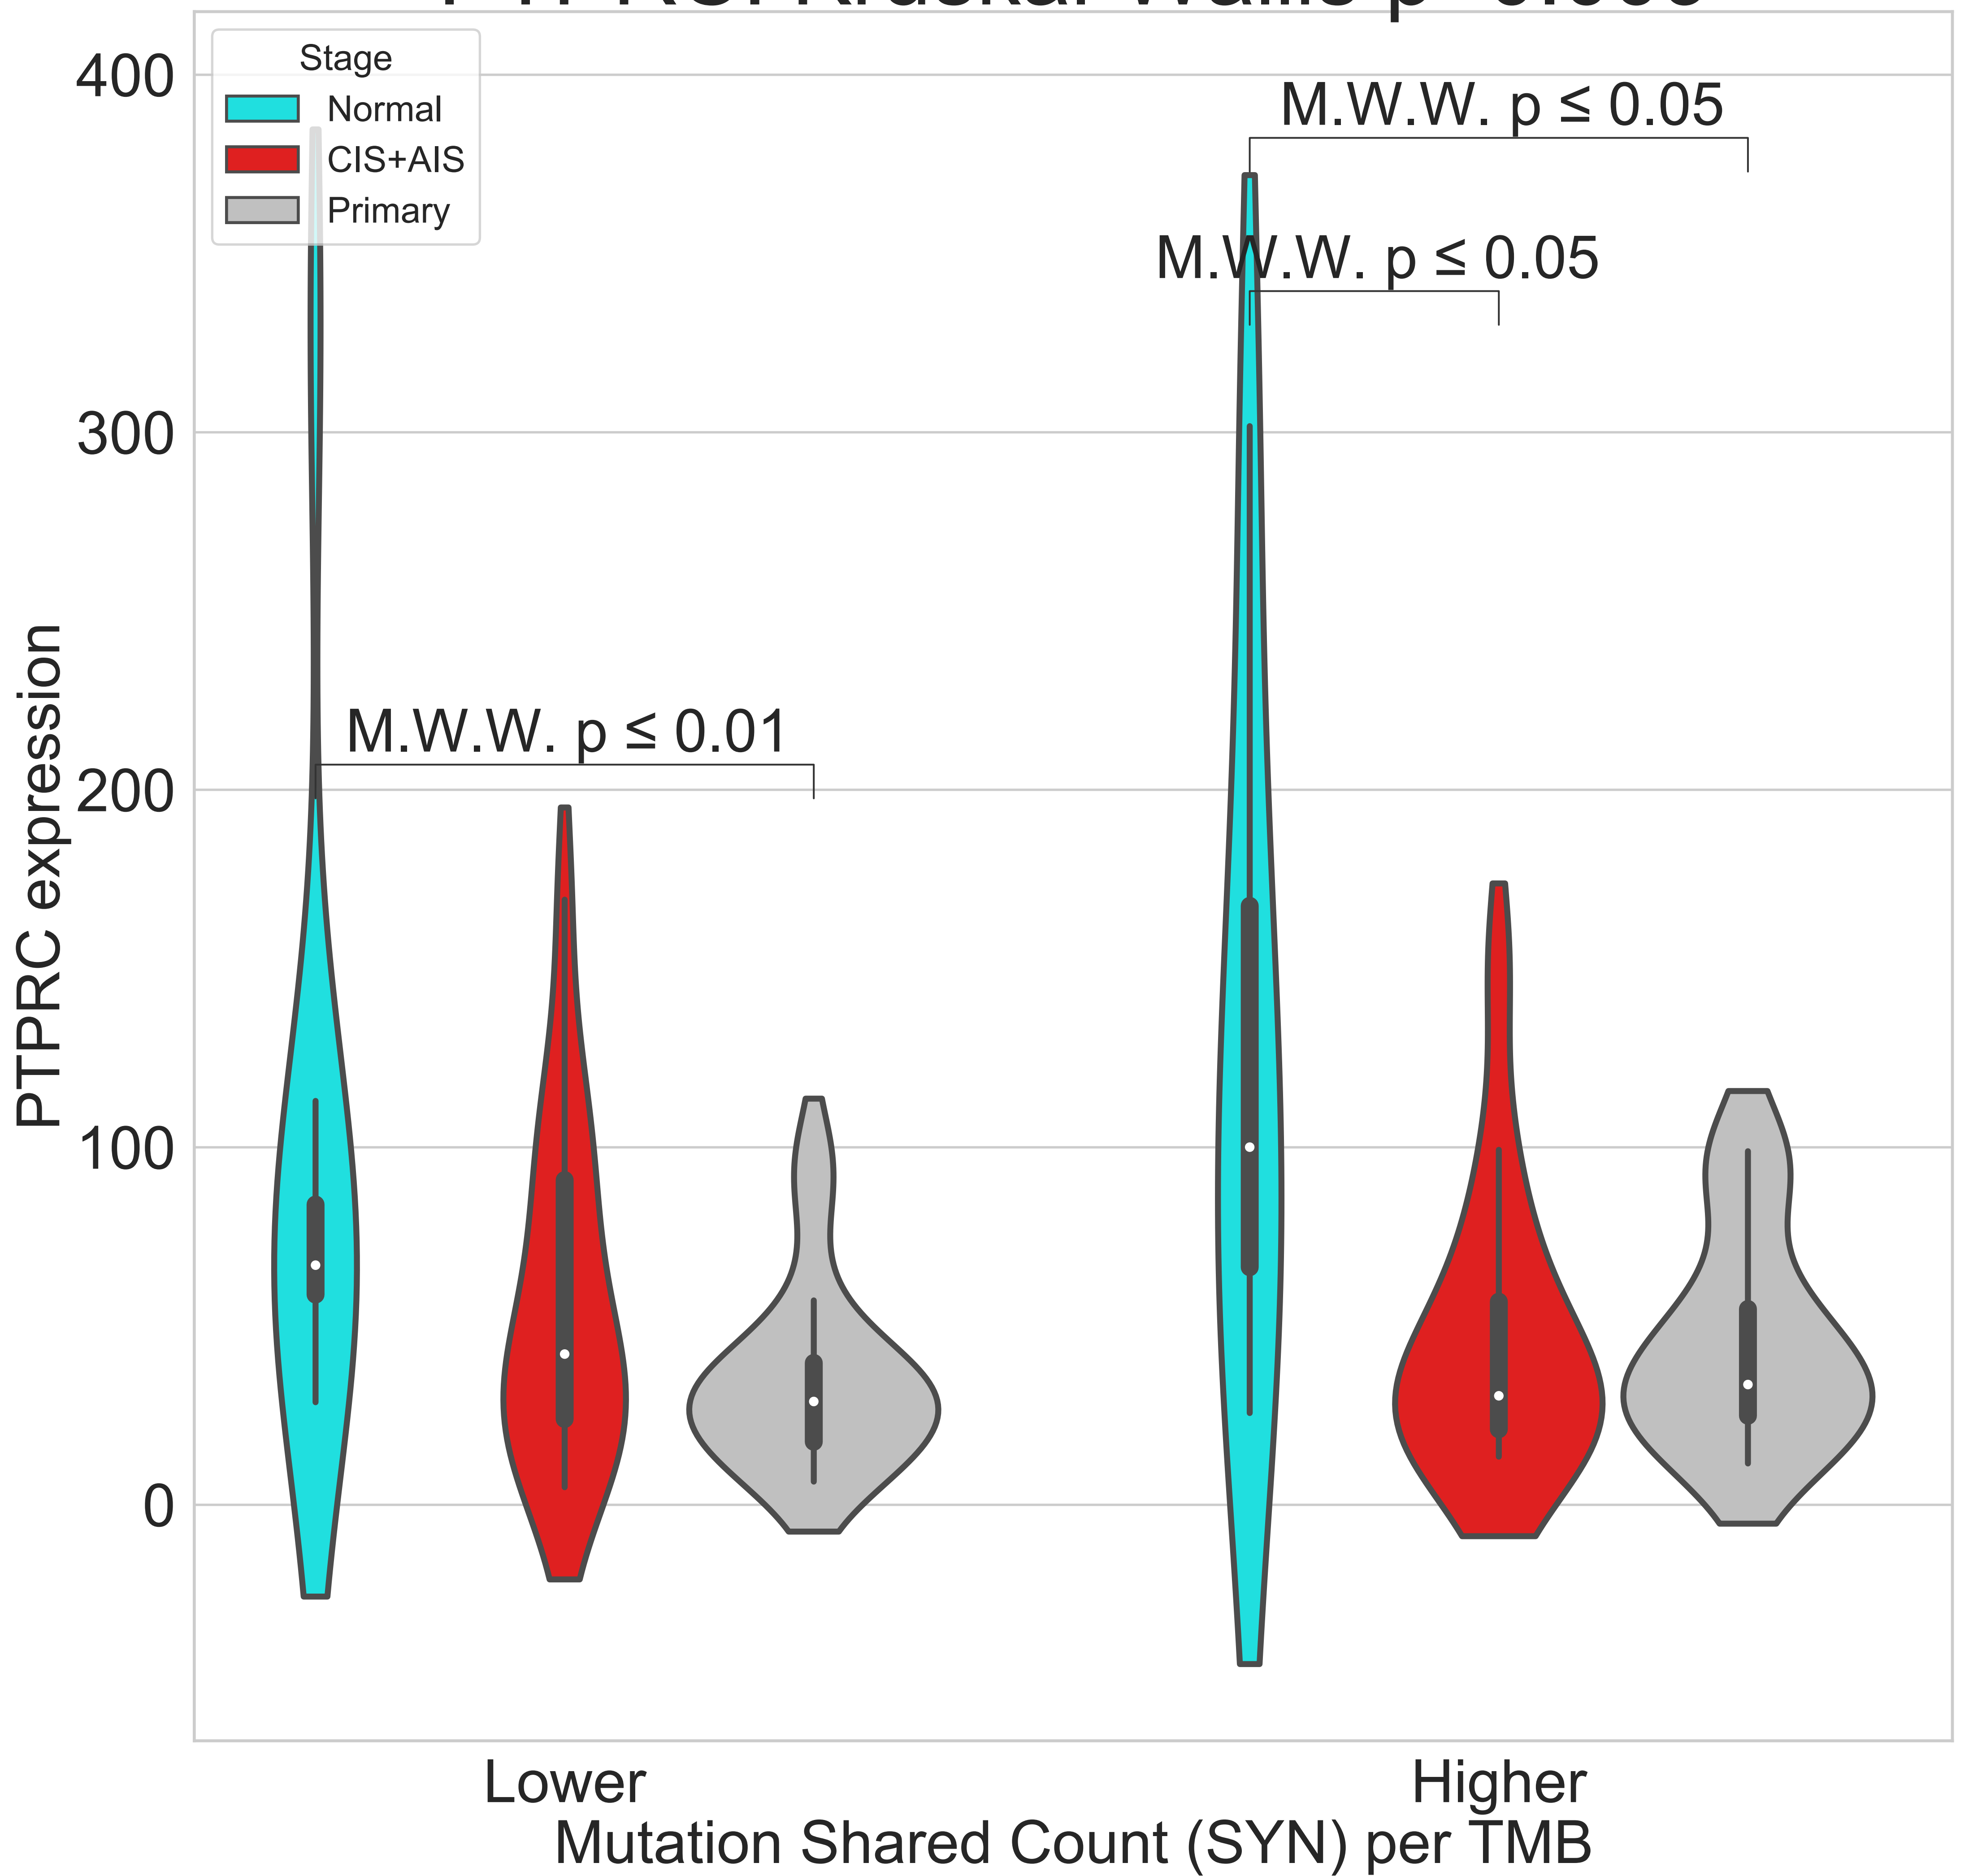 Stage
Normal
CIS+AIS
Primary
400
300
200
100
0
PTPRC expression
M.W.W. p ≤ 0.05
M.W.W. p ≤ 0.05
M.W.W. p ≤ 0.01
Lower
Higher
Mutation Shared Count (SYN) per TMB